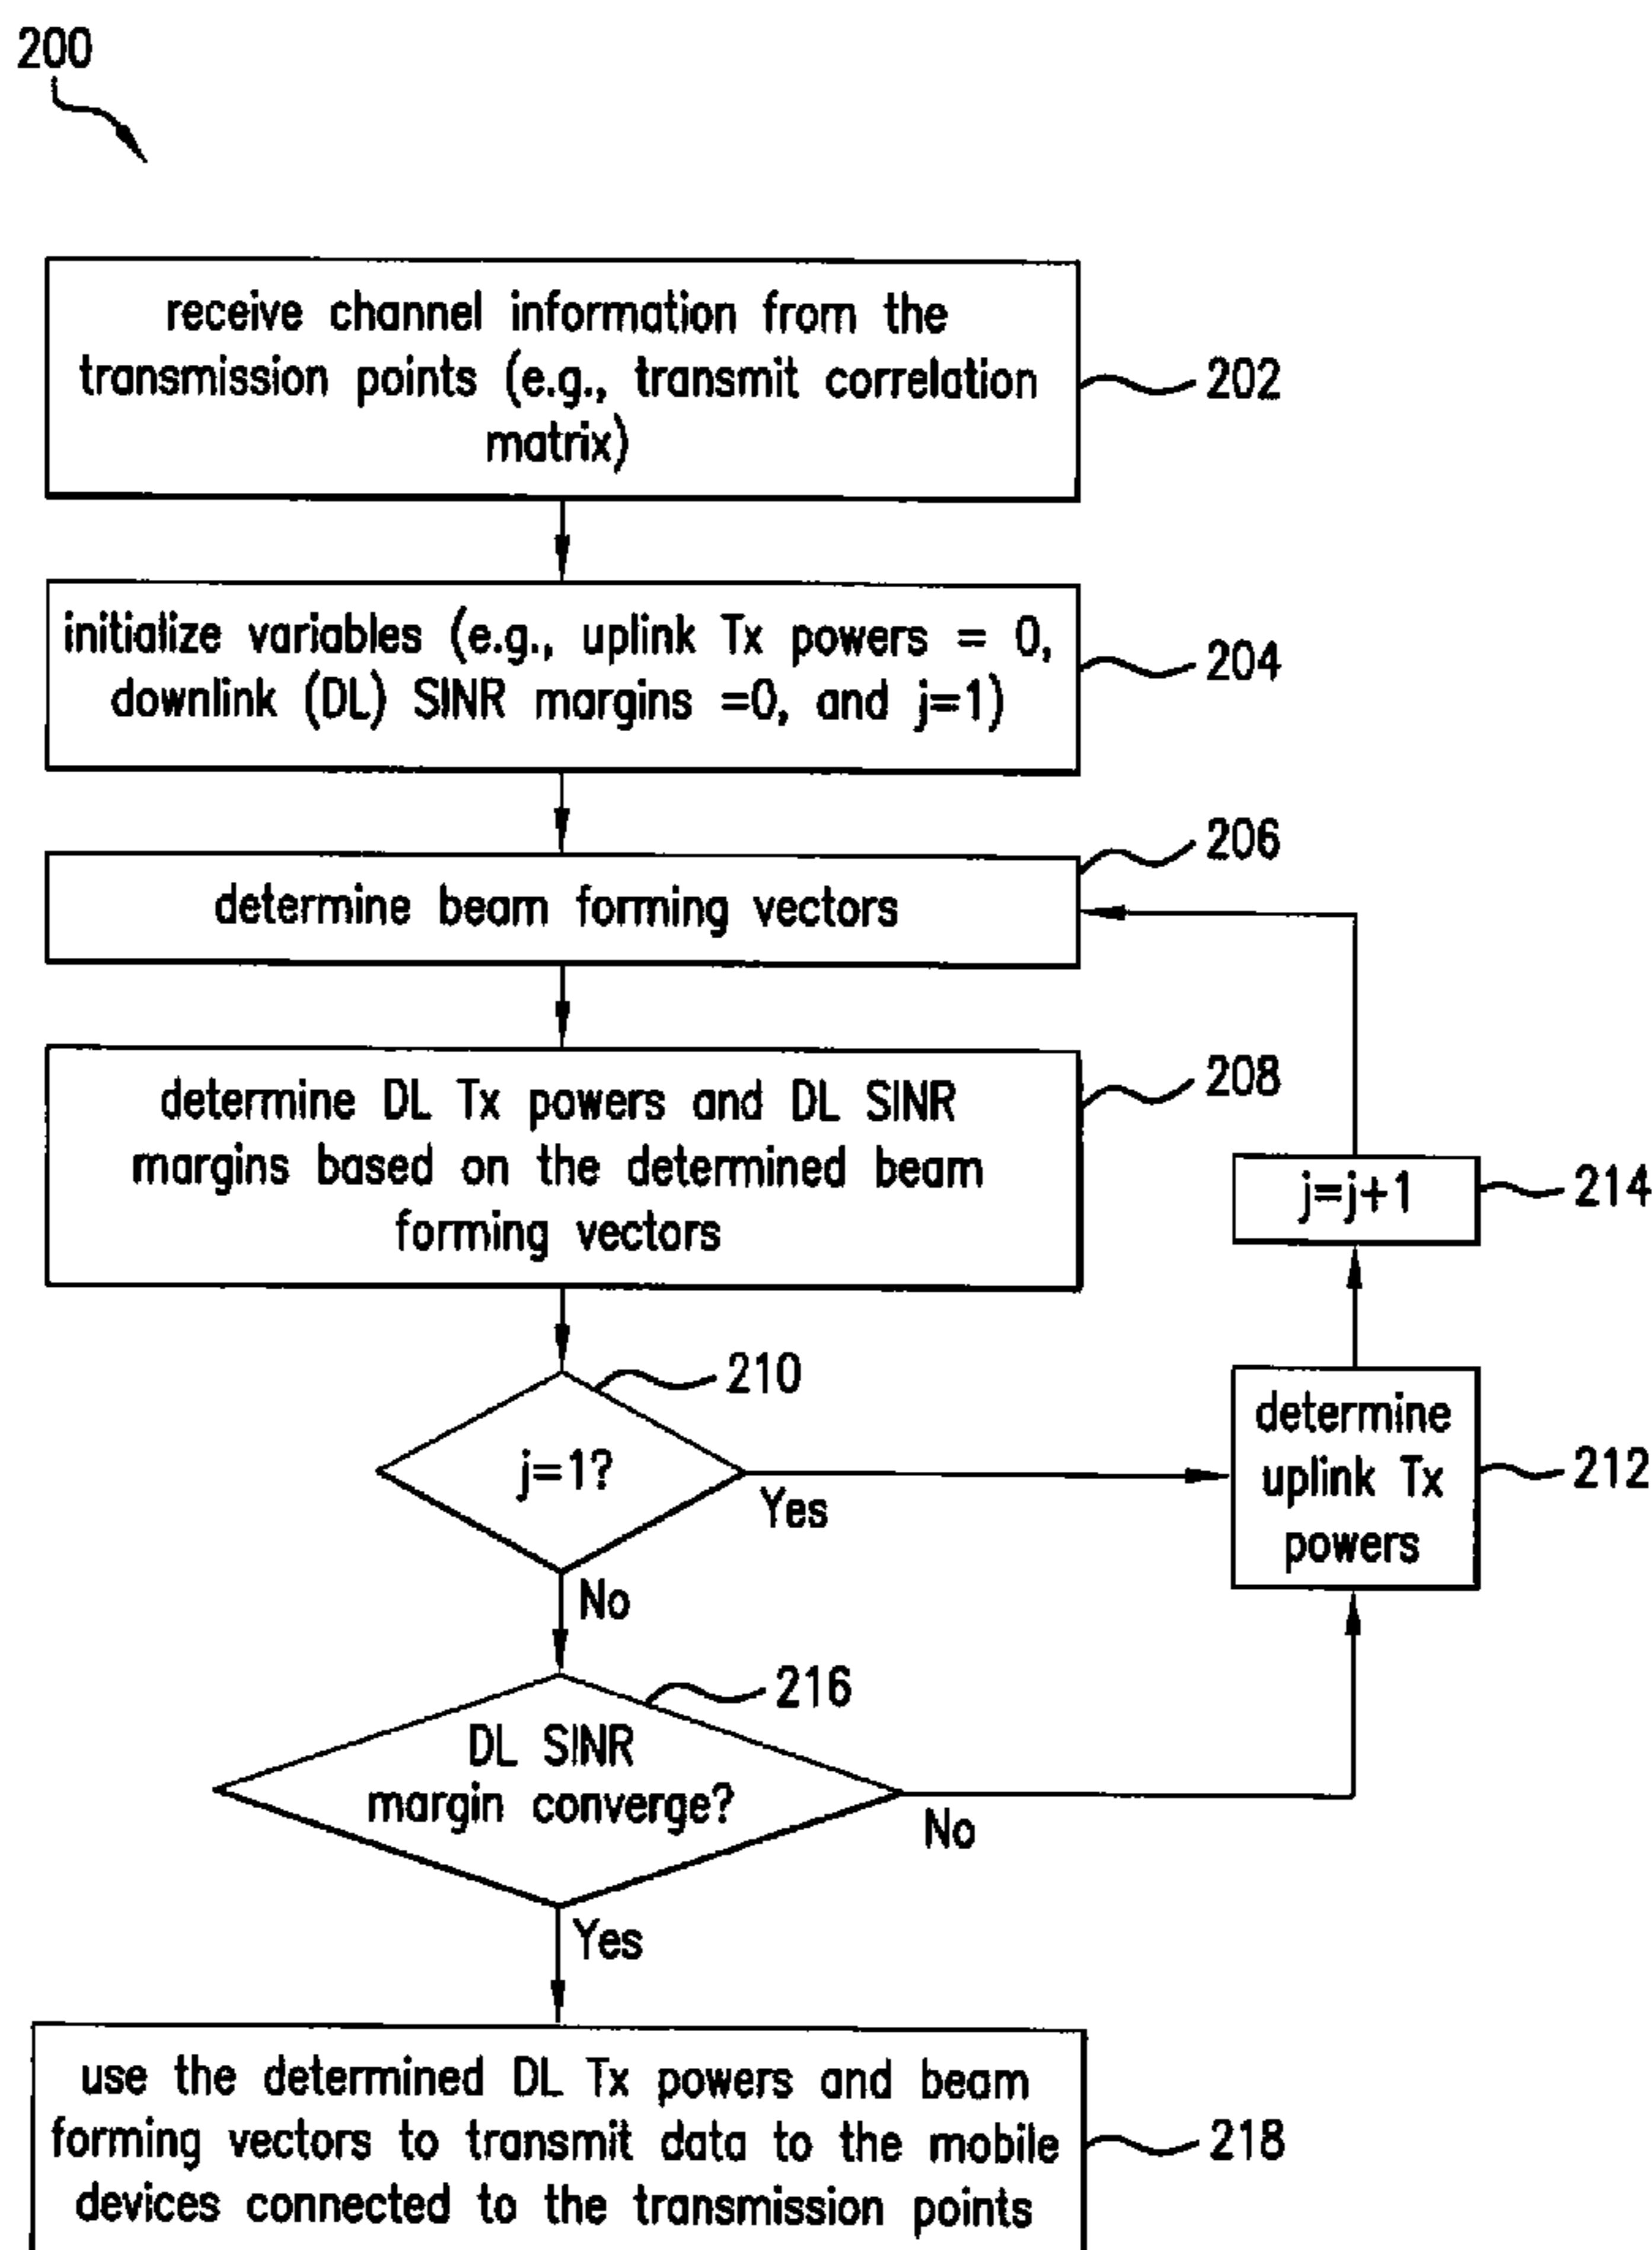 200
receive channel information from the
transmission points (e.g., transmit correlation
matrix)
202
initialize variables (e.g., uplink Tx powers = 0,
downlink (DL) SINR margins =0, and j=1)
204
206
determine beam forming vectors
determine DL Tx powers and DL SINR
margins based on the determined beam
forming vectors
208
j=j+1
214
210
j=1?
Yes
No
determine
uplink Tx
powers
212
216
DL SINR
margin converge?
No
Yes
use the determined DL Tx powers and beam
forming vectors to transmit data to the mobile
devices connected to the transmission points
218